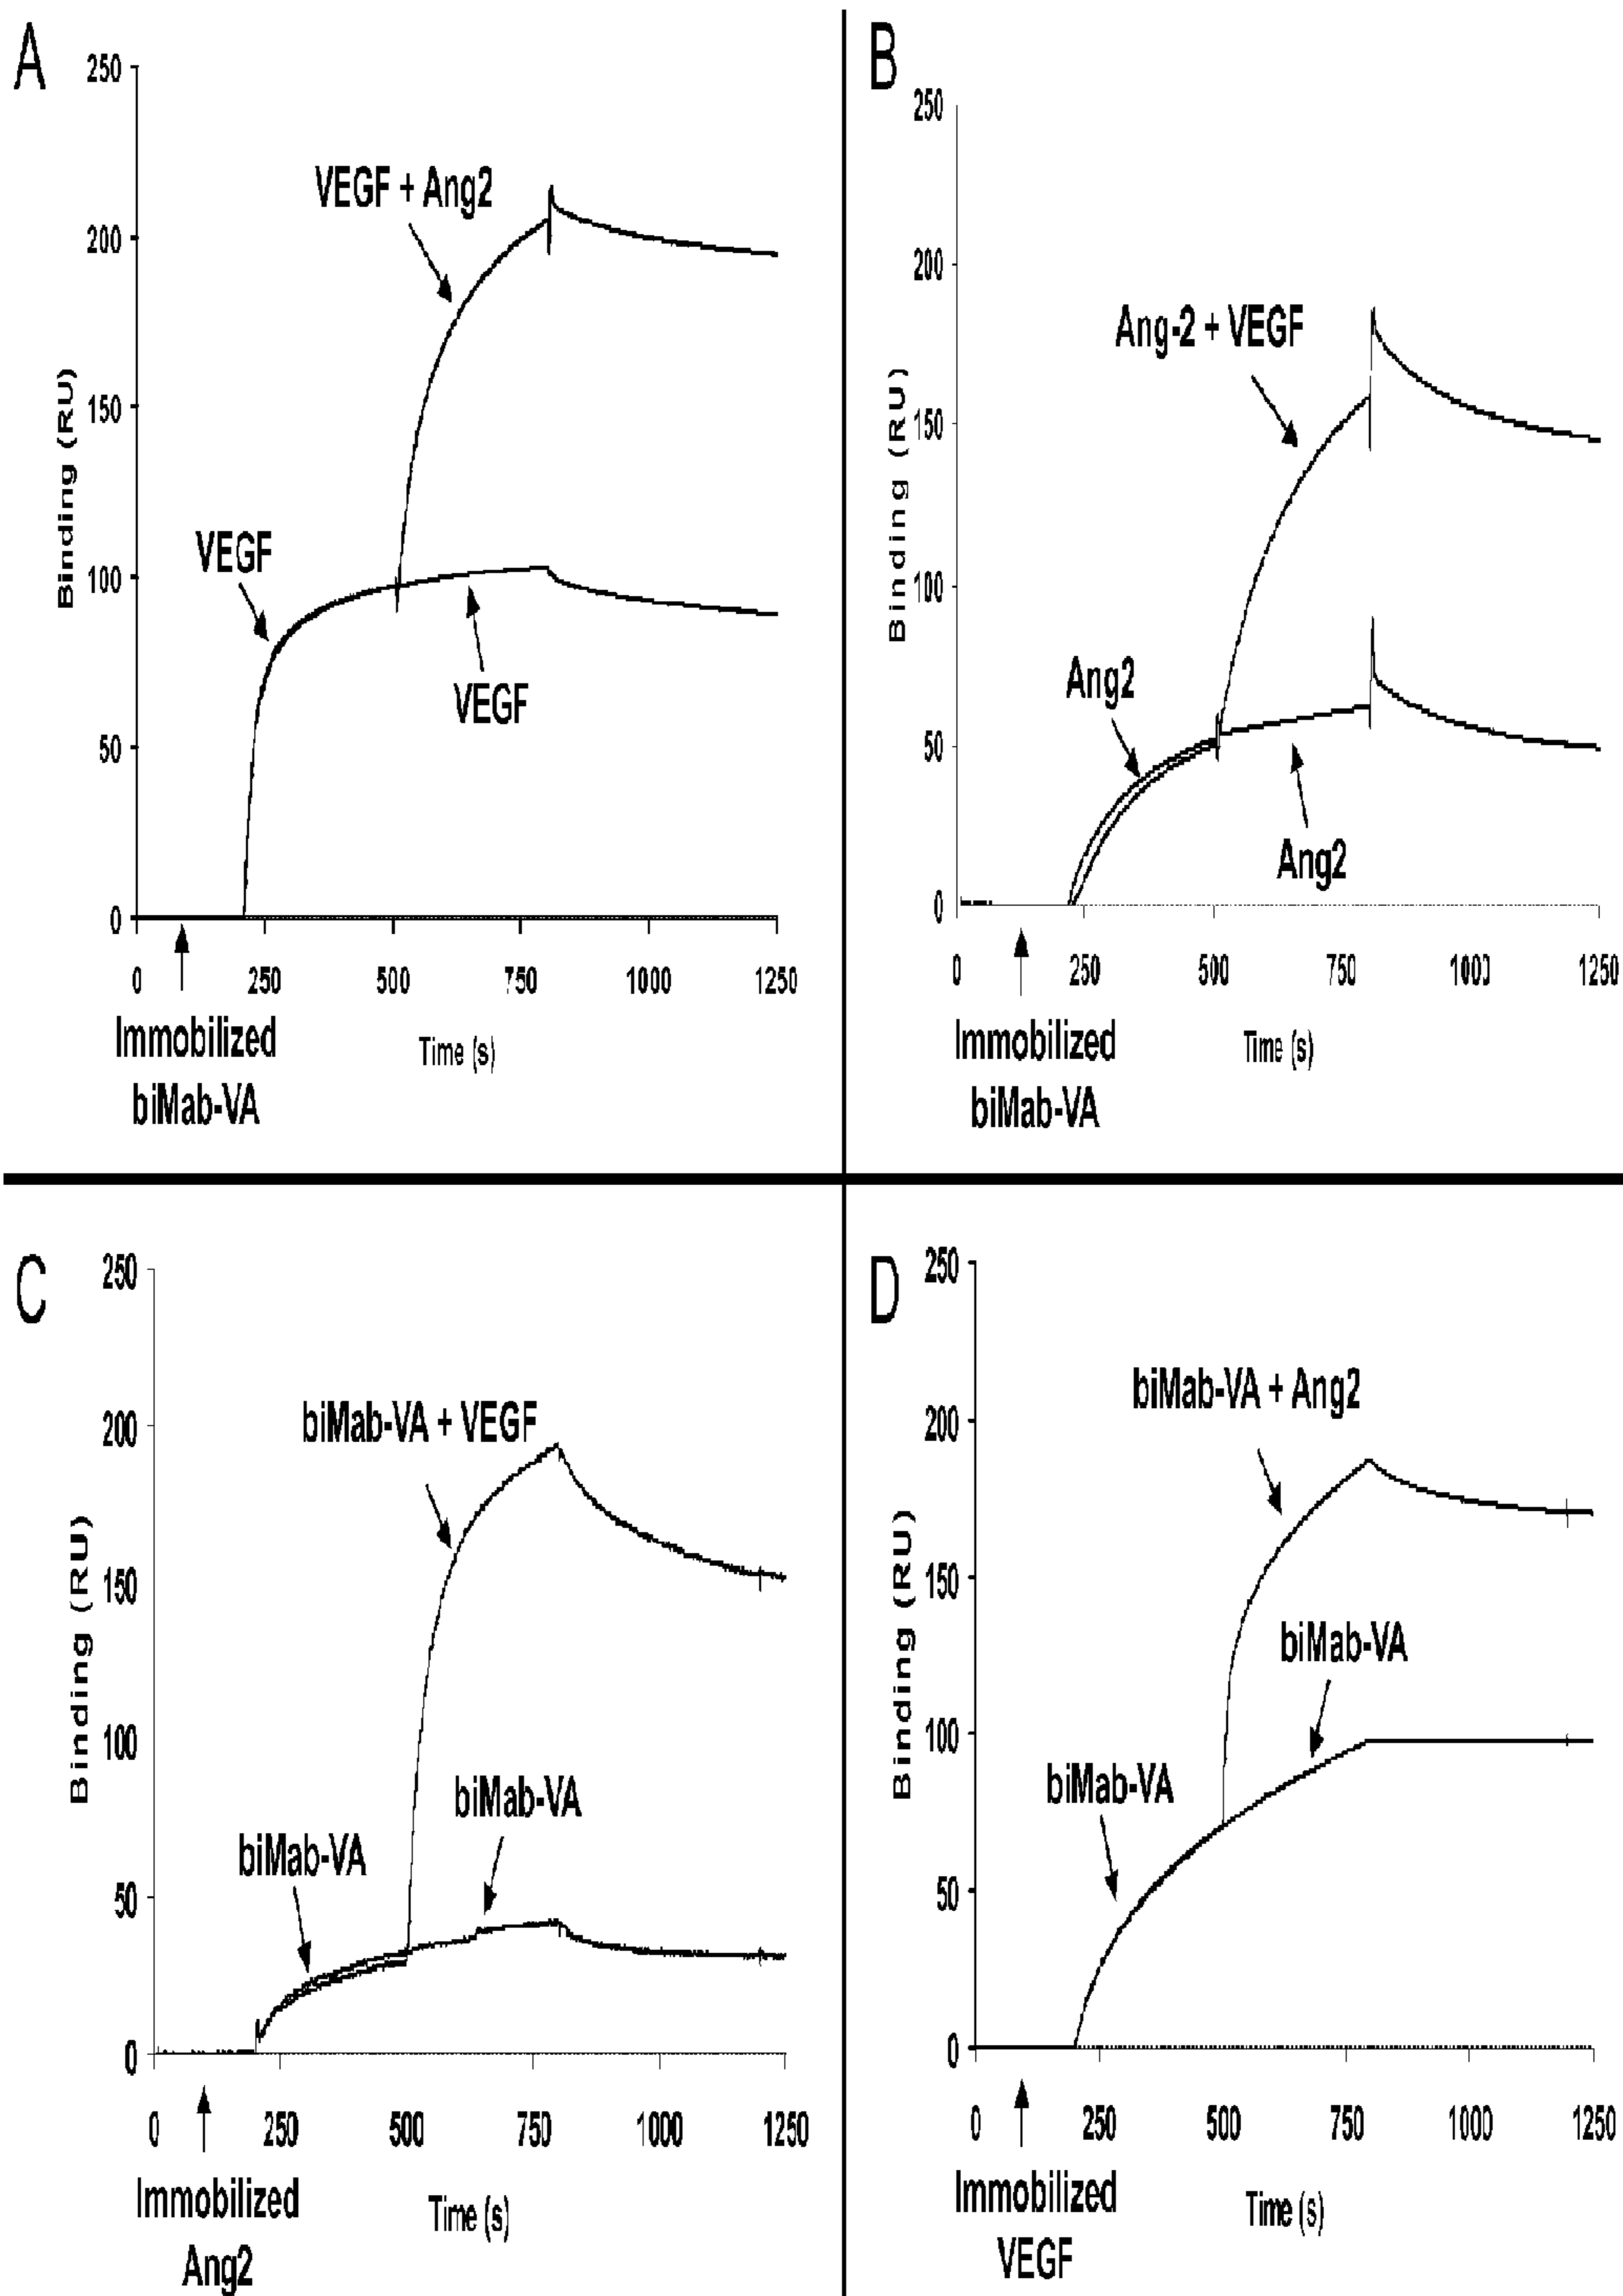 A
250
200
150
100
50
0
Binding (RU)
VEGF + Ang2
VEGF
VEGF
0 250 500 750 1000 1250
Immobilized
biMab-VA
Time (s)
B
250
200
150
100
50
0
Binding (RU)
Ang-2 + VEGF
Ang2
Ang2
0 250 500 750 1000 1250
Immobilized
biMab-VA
Time (s)
C
250
200
150
100
50
0
Binding (RU)
biMab-VA + VEGF
biMab-VA
biMab-VA
0 250 500 750 1000 1250
Immobilized
Ang2
Time (s)
D
250
200
150
100
50
0
Binding (RU)
biMab-VA + Ang2
biMab-VA
biMab-VA
0 250 500 750 1000 1250
Immobilized
VEGF
Time (s)